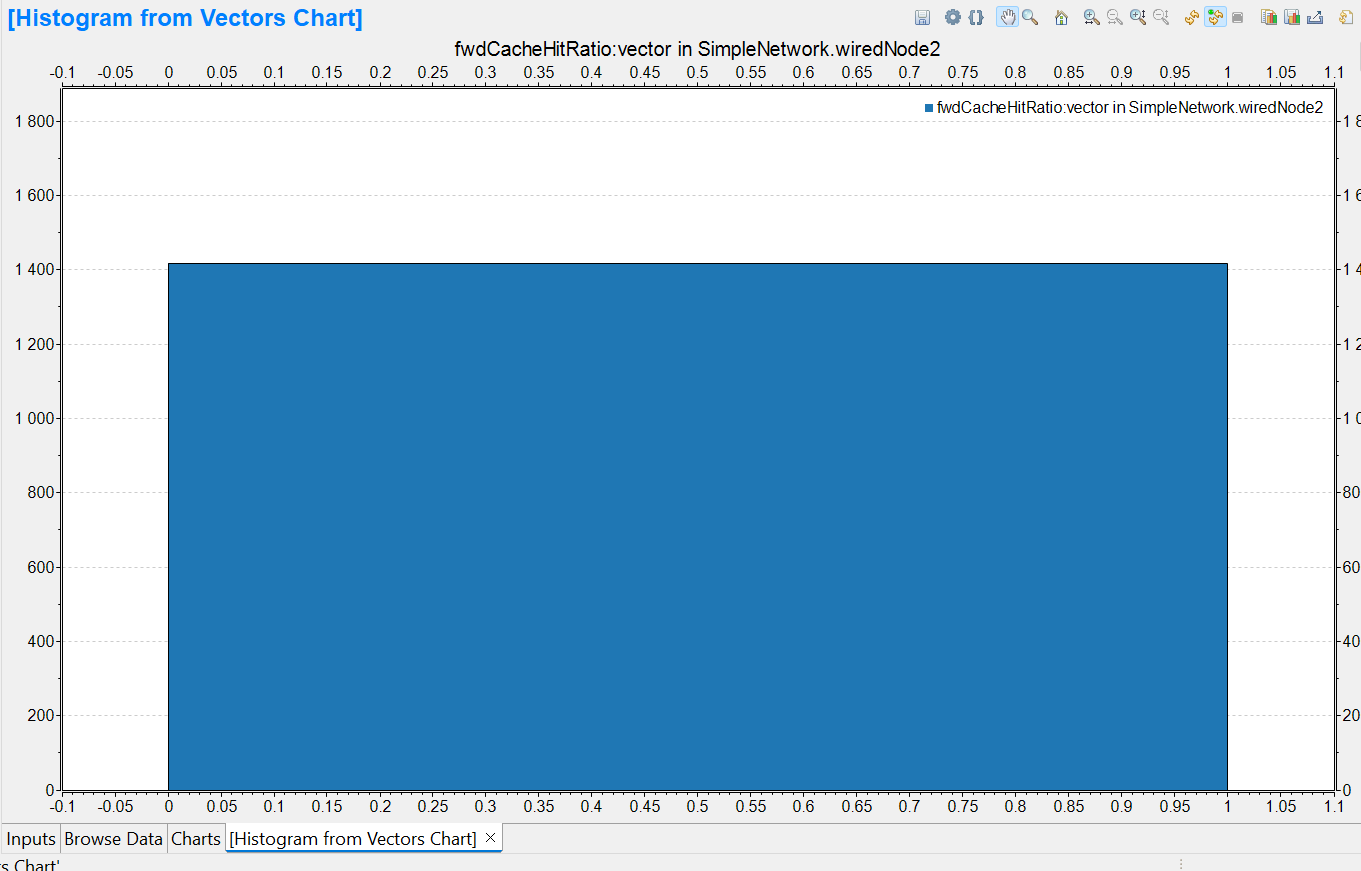 [Histogram from Vectors Chart]
fwdCacheHitRatio:vector in SimpleNetwork.wiredNode2
-0.1 -0.05 0 0.05 0.1 0.15 0.2 0.25 0.3 0.35 0.4 0.45 0.5 0.55 0.6 0.65 0.7 0.75 0.8 0.85 0.9 0.95 1 1.05 1.1
fwdCacheHitRatio:vector in SimpleNetwork.wiredNode2
1 800 1 8
1 600 1 6
1 400 1 4
1 200 1 2
1 000 1 0
800 80
600 60
400 40
200 20
0 0
-0.1 -0.05 0 0.05 0.1 0.15 0.2 0.25 0.3 0.35 0.4 0.45 0.5 0.55 0.6 0.65 0.7 0.75 0.8 0.85 0.9 0.95 1 1.05 1.1
Inputs Browse Data Charts [Histogram from Vectors Chart]
s Chart'